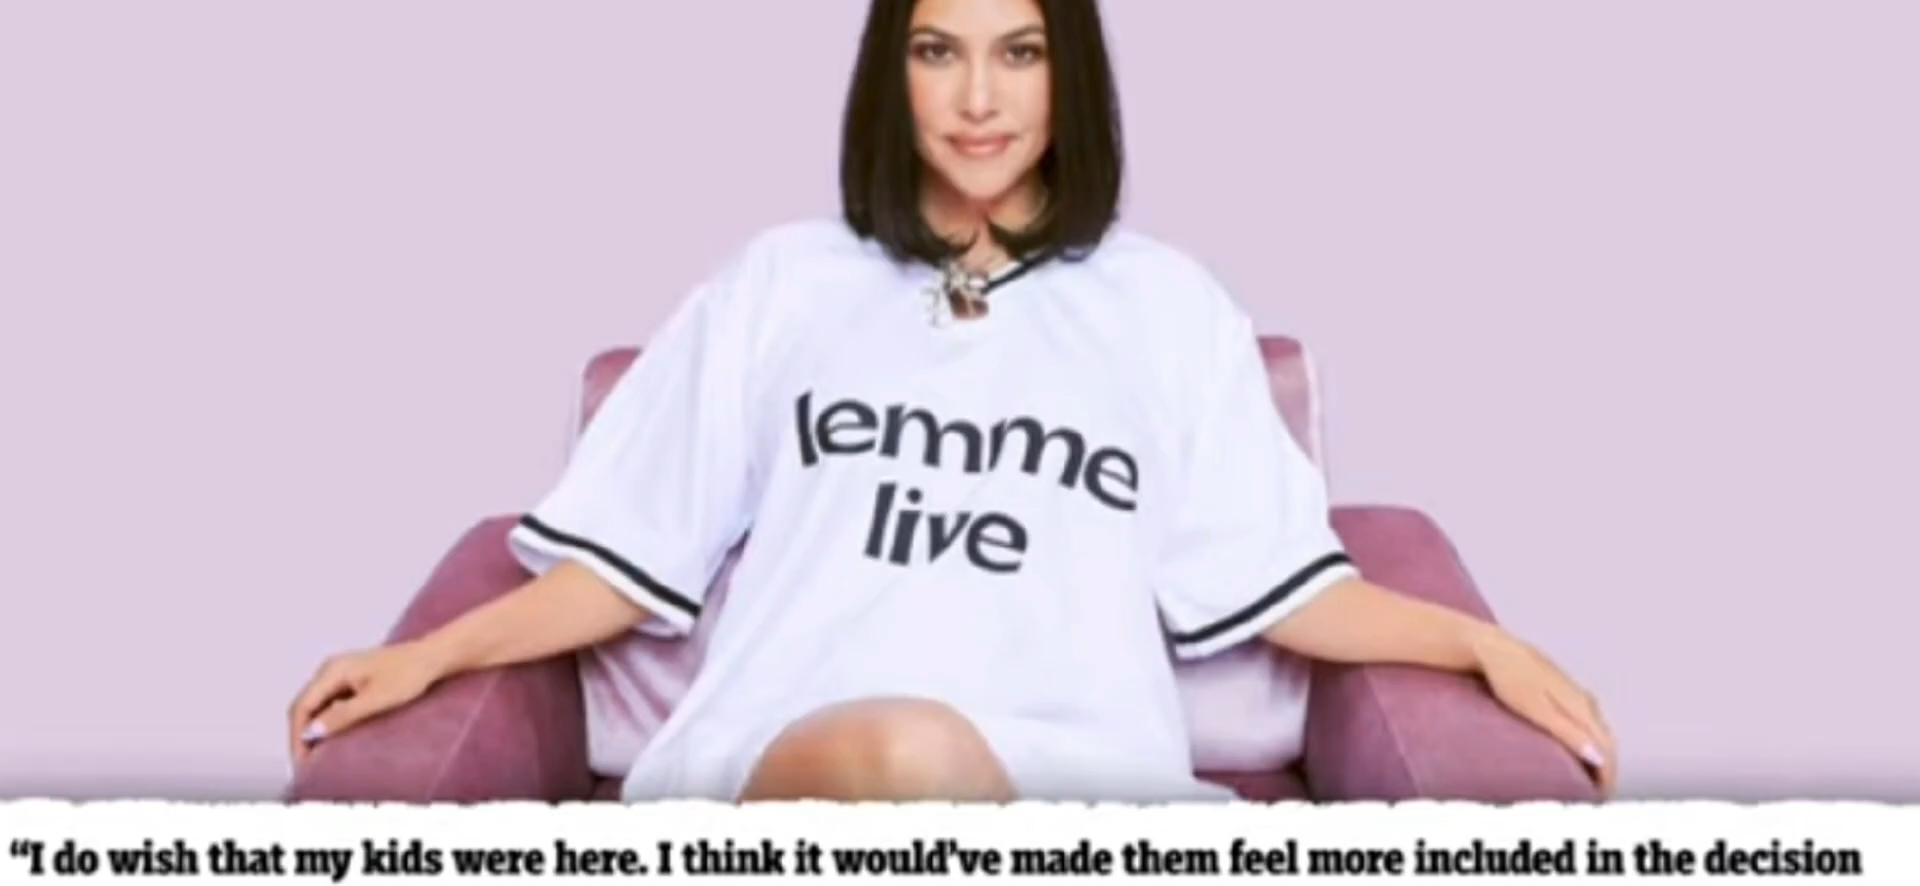 lemme
live
“I do wish that my kids were here. I think it would’ve made them feel more included in the decision